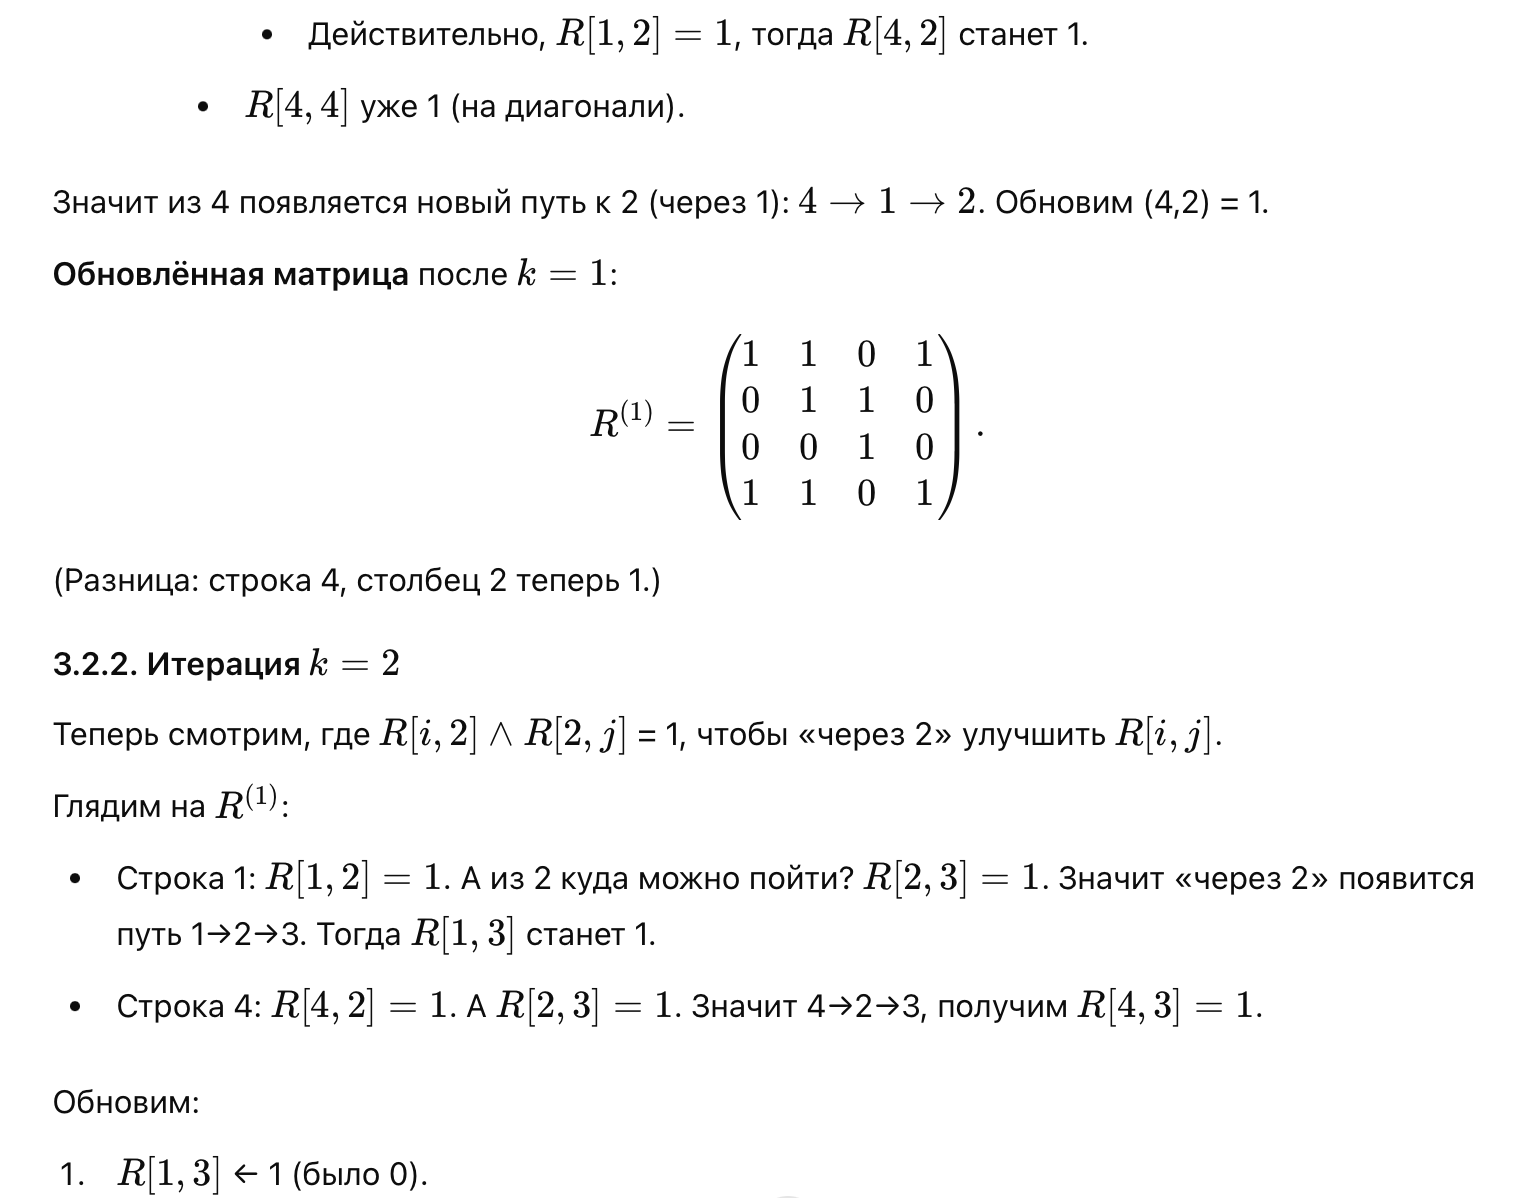 • Действительно, R[1, 2] = 1, тогда R[4, 2] станет 1.
• R[4, 4] уже 1 (на диагонали).
Значит из 4 появляется новый путь к 2 (через 1): 4 → 1 → 2. Обновим (4,2) = 1.
Обновлённая матрица после k = 1:
1 1 0 1
0 1 1 0
R⁽¹⁾ = .
0 0 1 0
1 1 0 1
(Разница: строка 4, столбец 2 теперь 1.)
3.2.2. Итерация k = 2
Теперь смотрим, где R[i, 2] ∧ R[2, j] = 1, чтобы «через 2» улучшить R[i, j].
Глядим на R⁽¹⁾:
• Строка 1: R[1, 2] = 1. А из 2 куда можно пойти? R[2, 3] = 1. Значит «через 2» появится
путь 1→2→3. Тогда R[1, 3] станет 1.
• Строка 4: R[4, 2] = 1. А R[2, 3] = 1. Значит 4→2→3, получим R[4, 3] = 1.
Обновим:
1. R[1, 3] ← 1 (было 0).